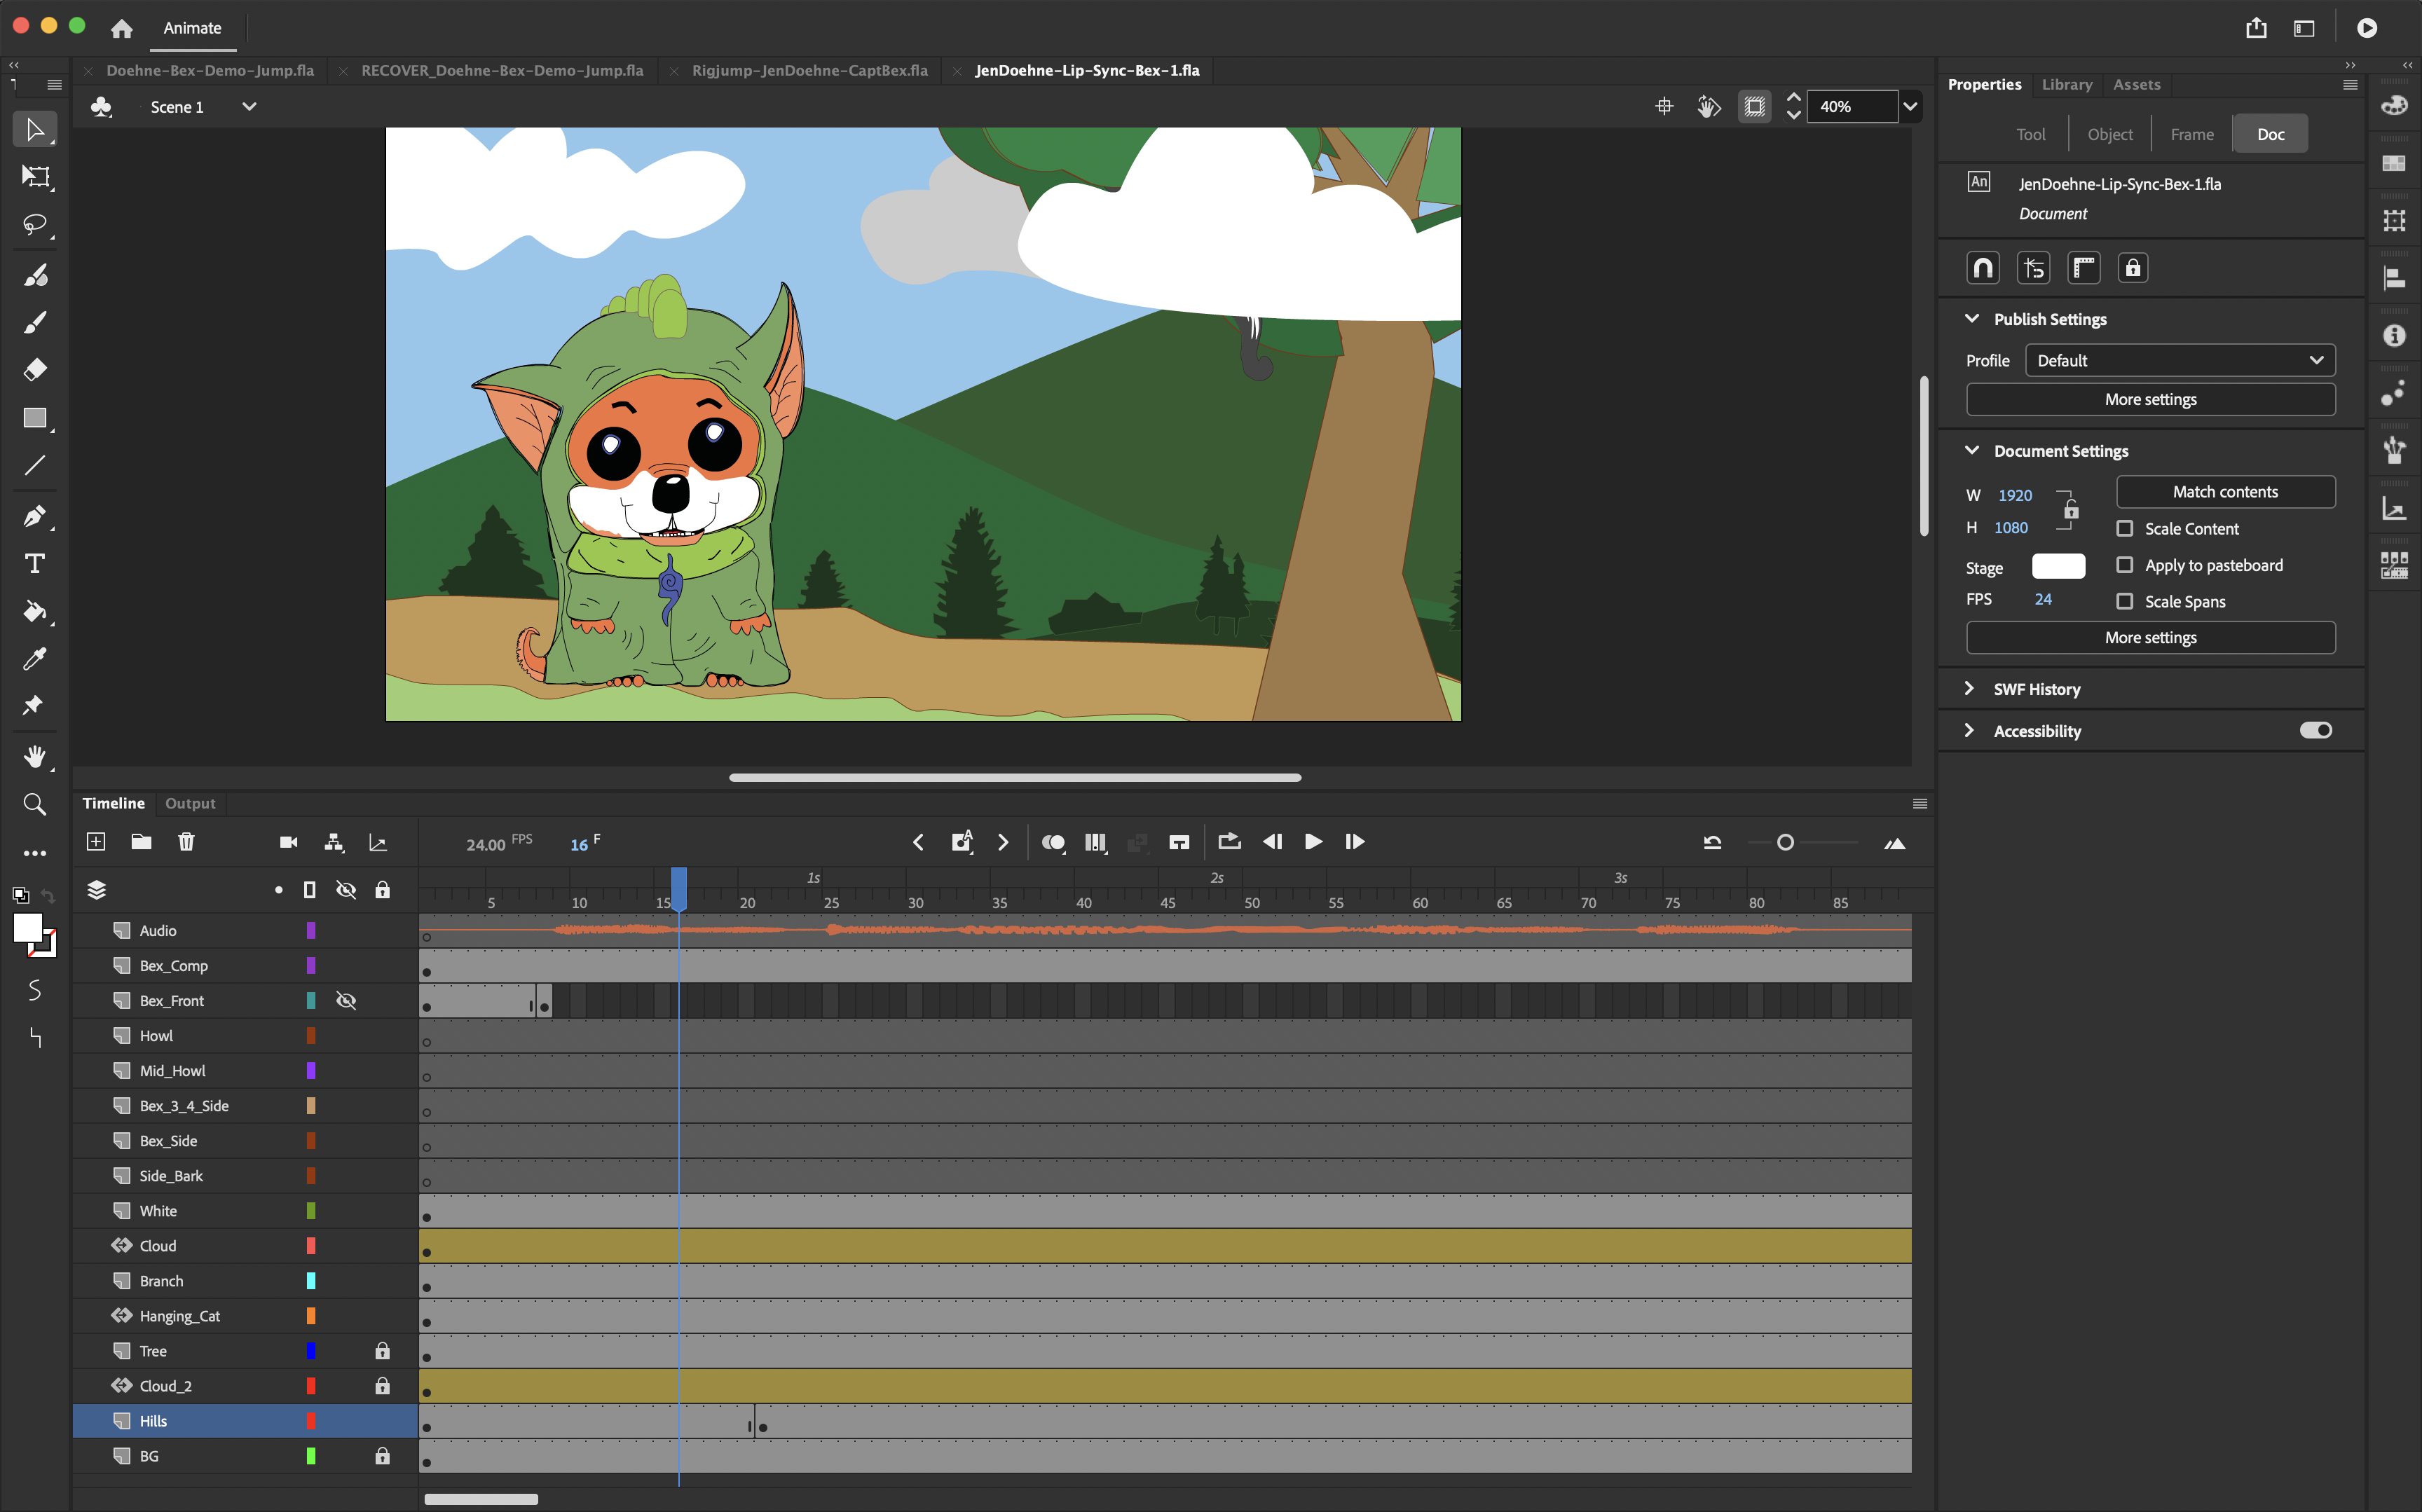 Animate
Doehne-Bex-Demo-Jump.fla
RECOVER_Doehne-Bex-Demo-Jump.fla
Rigjump-JenDoehne-CaptBex.fla
JenDoehne-Lip-Sync-Bex-1.fla
Scene 1
40%
Properties
Library
Assets
Tool
Object
Frame
Doc
An
JenDoehne-Lip-Sync-Bex-1.fla
Document
Publish Settings
Profile
Default
More settings
Document Settings
W 1920
Match contents
H 1080
Scale Content
Stage
Apply to pasteboard
FPS 24
Scale Spans
More settings
SWF History
Accessibility
Timeline
Output
24.00 FPS
16 F
1s 2s 3s
5 10 15 20 25 30 35 40 45 50 55 60 65 70 75 80 85
Audio
Bex_Comp
Bex_Front
Howl
Mid_Howl
Bex_3_4_Side
Bex_Side
Side_Bark
White
Cloud
Branch
Hanging_Cat
Tree
Cloud_2
Hills
BG